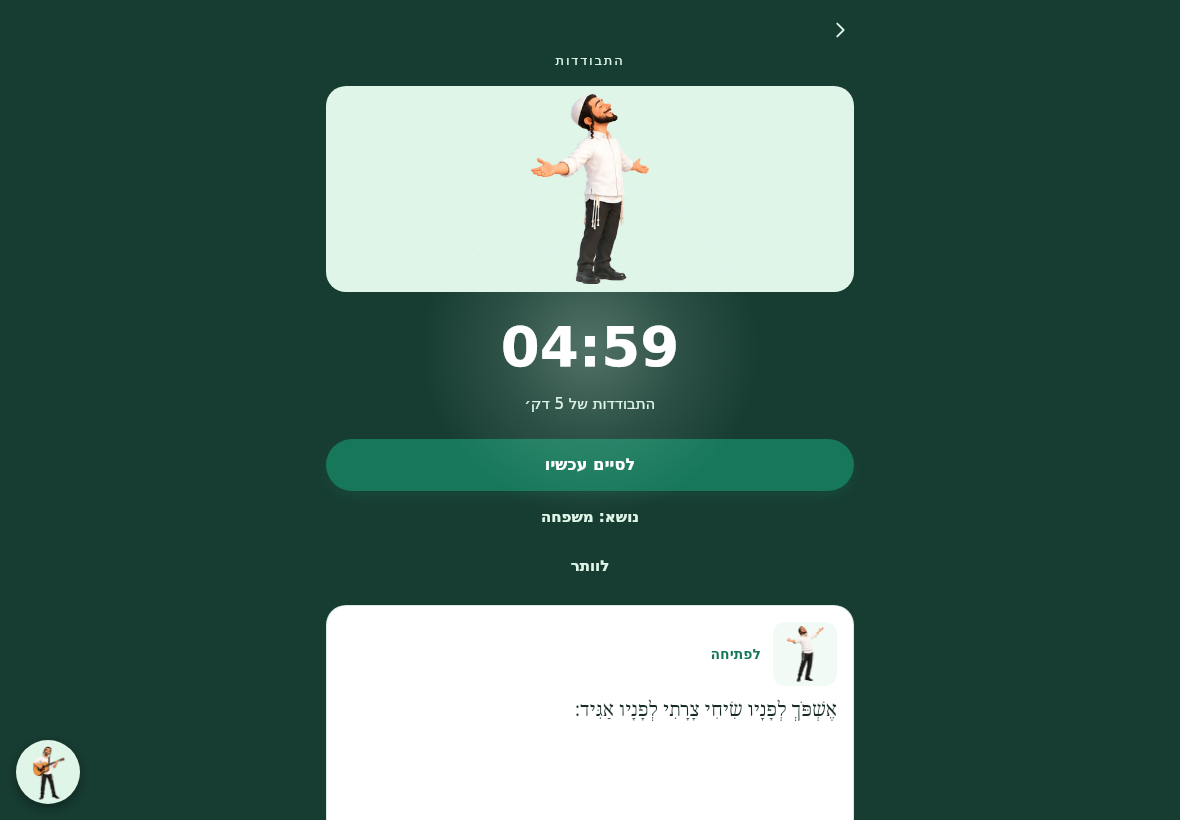 התבודדות
04:59
התבודדות של 5 דק׳
לסיים עכשיו
נושא: משפחה
לוותר
לפתיחה
אֶשְׁפֹּךְ לְפָנָיו שִׂיחִי צָרָתִי לְפָנָיו אַגִּיד: